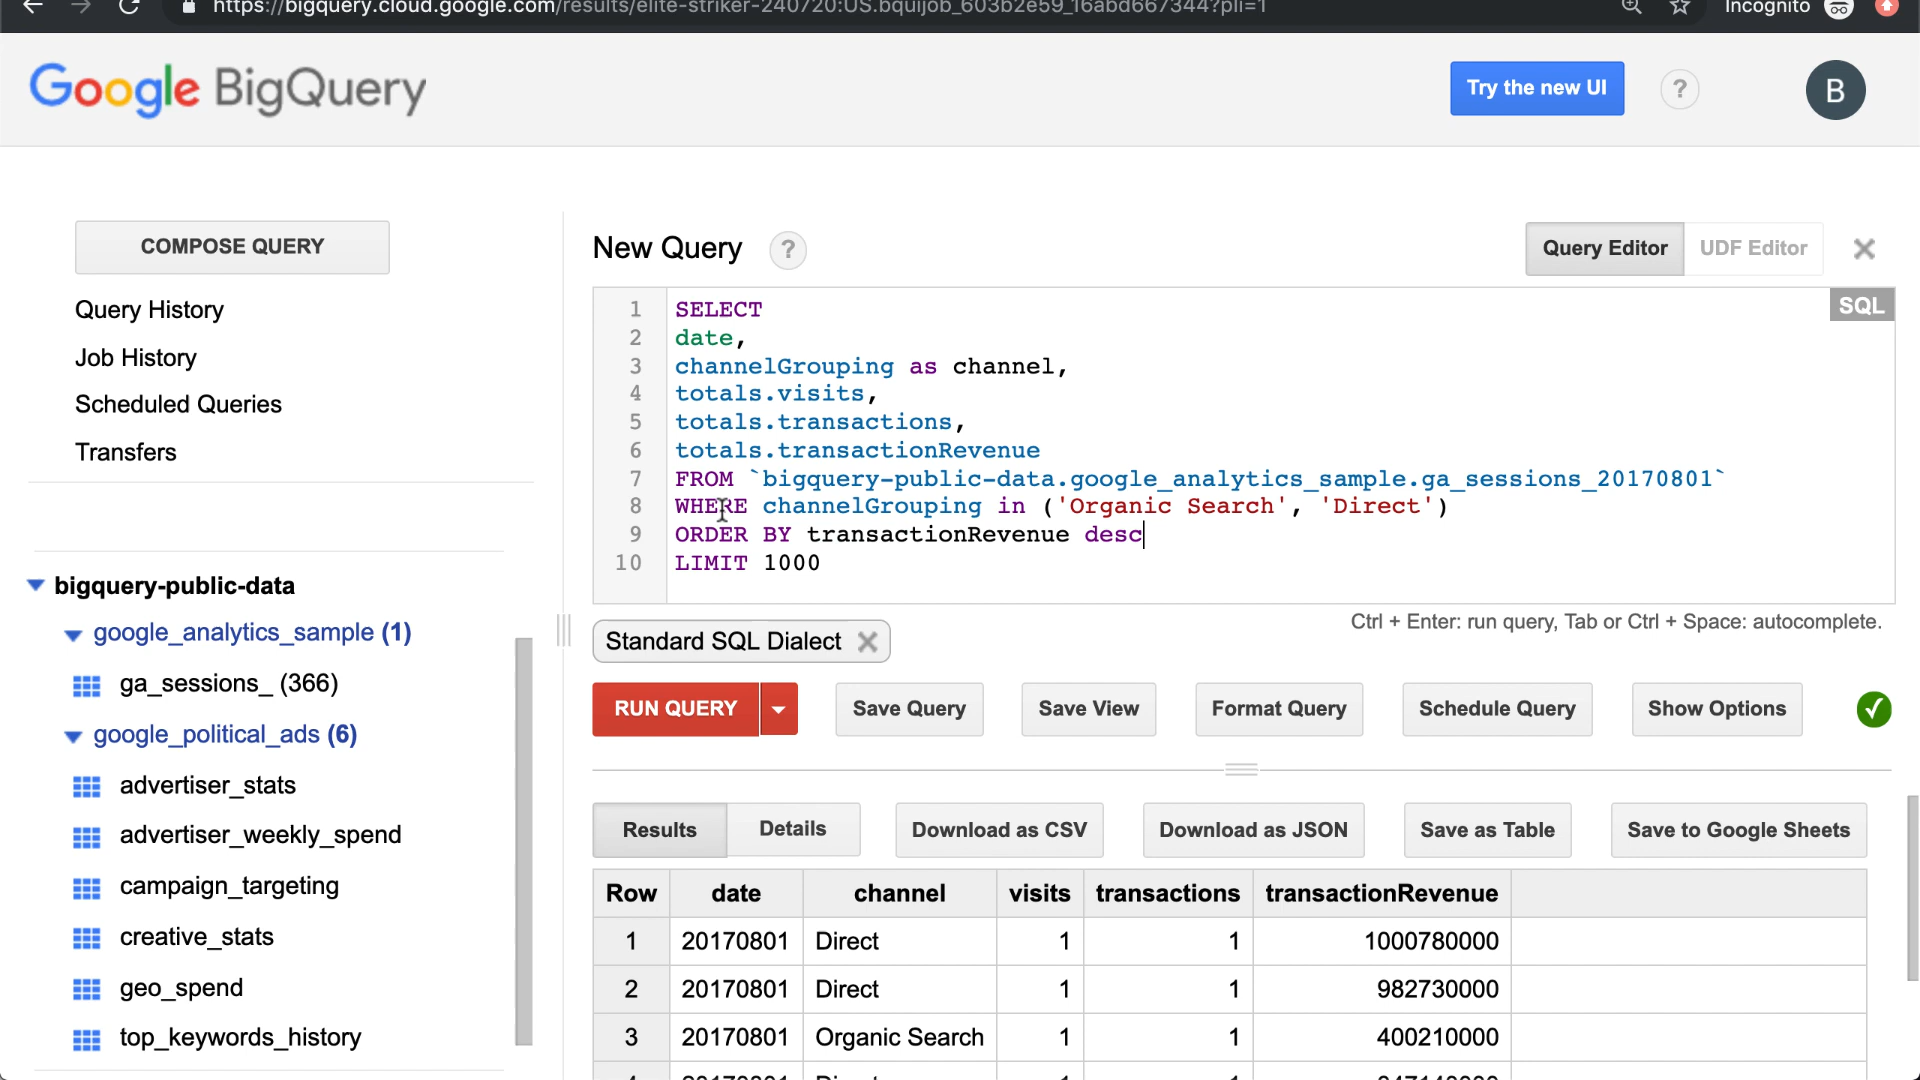 https://bigquery.cloud.google.com/results/elite-striker-240720:US.bquijob_603b2e59_16abd667344?pli=1
Incognito
Google BigQuery
Try the new UI
?
B
COMPOSE QUERY
Query History
Job History
Scheduled Queries
Transfers
bigquery-public-data
google_analytics_sample (1)
ga_sessions_ (366)
google_political_ads (6)
advertiser_stats
advertiser_weekly_spend
campaign_targeting
creative_stats
geo_spend
top_keywords_history
New Query ?
Query Editor UDF Editor
SQL
1 SELECT
2 date,
3 channelGrouping as channel,
4 totals.visits,
5 totals.transactions,
6 totals.transactionRevenue
7 FROM `bigquery-public-data.google_analytics_sample.ga_sessions_20170801`
8 WHERE channelGrouping in ('Organic Search', 'Direct')
9 ORDER BY transactionRevenue desc
10 LIMIT 1000
Ctrl + Enter: run query, Tab or Ctrl + Space: autocomplete.
Standard SQL Dialect
RUN QUERY Save Query Save View Format Query Schedule Query Show Options
Results Details Download as CSV Download as JSON Save as Table Save to Google Sheets
Row date channel visits transactions transactionRevenue
1 20170801 Direct 1 1 1000780000
2 20170801 Direct 1 1 982730000
3 20170801 Organic Search 1 1 400210000